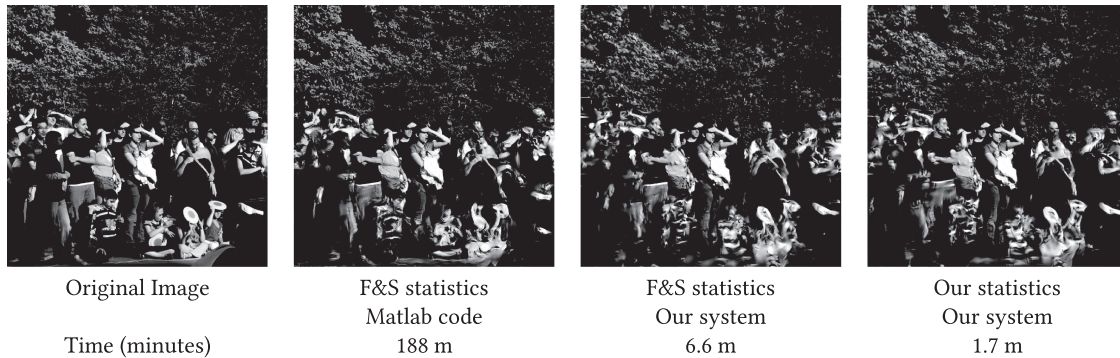 Original Image
Time (minutes)
F&S statistics
Matlab code
188 m
F&S statistics
Our system
6.6 m
Our statistics
Our system
1.7 m